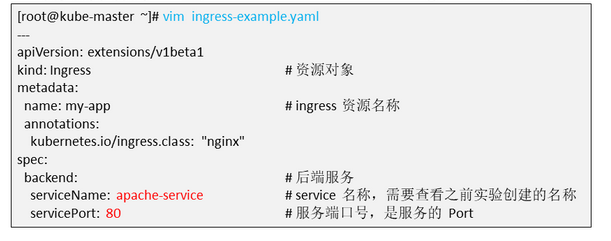 [root@kube-master ~]# vim ingress-example.yaml
---
apiVersion: extensions/v1beta1
kind: Ingress # 资源对象
metadata:
name: my-app # ingress 资源名称
annotations:
kubernetes.io/ingress.class: "nginx"
spec:
backend: # 后端服务
serviceName: apache-service # service 名称，需要查看之前实验创建的名称
servicePort: 80 # 服务端口号，是服务的 Port